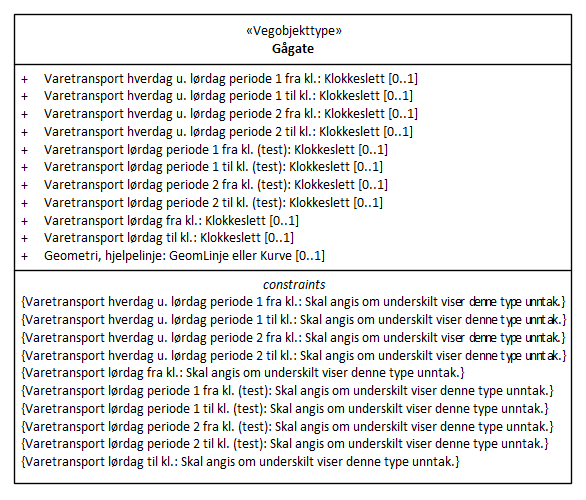 «Vegobjekttype»
Gågate
+ Varetransport hverdag u. lørdag periode 1 fra kl.: Klokkeslett [0..1]
+ Varetransport hverdag u. lørdag periode 1 til kl.: Klokkeslett [0..1]
+ Varetransport hverdag u. lørdag periode 2 fra kl.: Klokkeslett [0..1]
+ Varetransport hverdag u. lørdag periode 2 til kl.: Klokkeslett [0..1]
+ Varetransport lørdag periode 1 fra kl. (test): Klokkeslett [0..1]
+ Varetransport lørdag periode 1 til kl. (test): Klokkeslett [0..1]
+ Varetransport lørdag periode 2 fra kl. (test): Klokkeslett [0..1]
+ Varetransport lørdag periode 2 til kl. (test): Klokkeslett [0..1]
+ Varetransport lørdag fra kl.: Klokkeslett [0..1]
+ Varetransport lørdag til kl.: Klokkeslett [0..1]
+ Geometri, hjelpelinje: GeomLinje eller Kurve [0..1]
constraints
{Varetransport hverdag u. lørdag periode 1 fra kl.: Skal angis om underskilt viser denne type unntak.}
{Varetransport hverdag u. lørdag periode 1 til kl.: Skal angis om underskilt viser denne type unntak.}
{Varetransport hverdag u. lørdag periode 2 fra kl.: Skal angis om underskilt viser denne type unntak.}
{Varetransport hverdag u. lørdag periode 2 til kl.: Skal angis om underskilt viser denne type unntak.}
{Varetransport lørdag fra kl.: Skal angis om underskilt viser denne type unntak.}
{Varetransport lørdag periode 1 fra kl. (test): Skal angis om underskilt viser denne type unntak.}
{Varetransport lørdag periode 1 til kl. (test): Skal angis om underskilt viser denne type unntak.}
{Varetransport lørdag periode 2 fra kl. (test): Skal angis om underskilt viser denne type unntak.}
{Varetransport lørdag periode 2 til kl. (test): Skal angis om underskilt viser denne type unntak.}
{Varetransport lørdag til kl.: Skal angis om underskilt viser denne type unntak.}